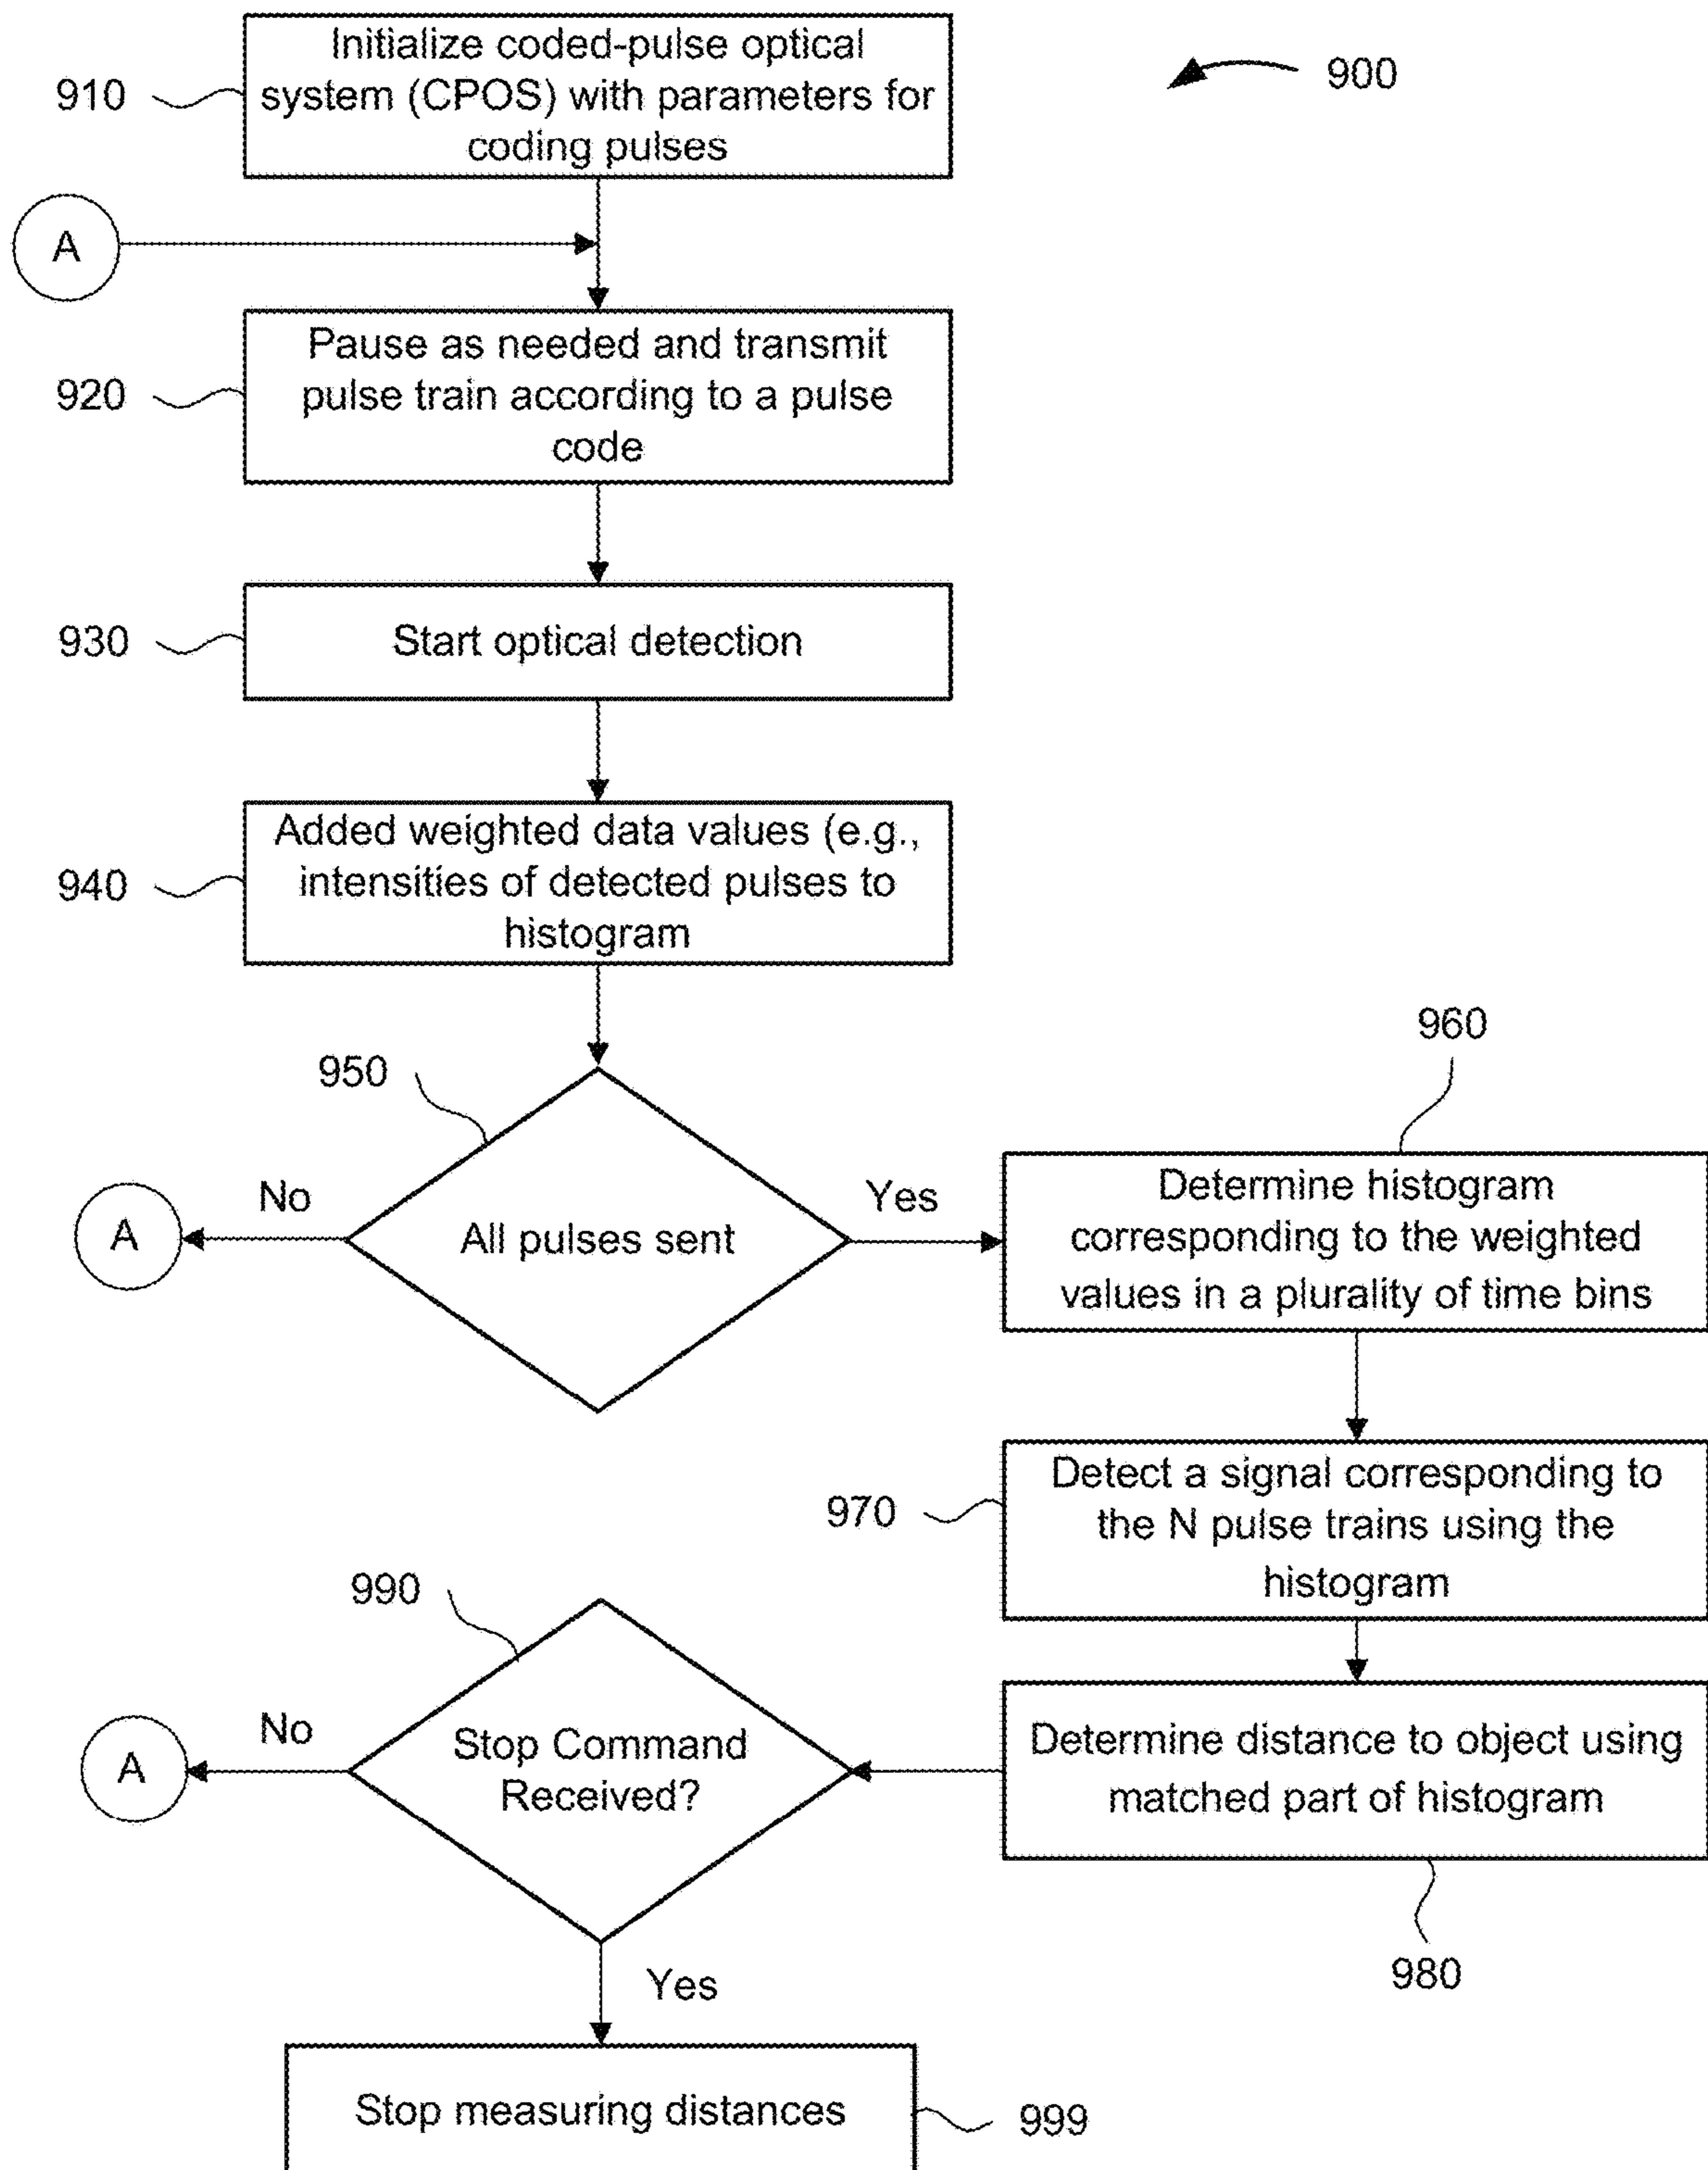 Initialize coded-pulse optical
system (CPOS) with parameters for
coding pulses
910
900
A
Pause as needed and transmit
pulse train according to a pulse
code
920
Start optical detection
930
Added weighted data values (e.g.,
intensities of detected pulses to
histogram
940
950
All pulses sent
No
A
Yes
960
Determine histogram
corresponding to the weighted
values in a plurality of time bins
Detect a signal corresponding to
the N pulse trains using the
histogram
970
Determine distance to object using
matched part of histogram
980
990
Stop Command
Received?
No
A
Yes
Stop measuring distances
999